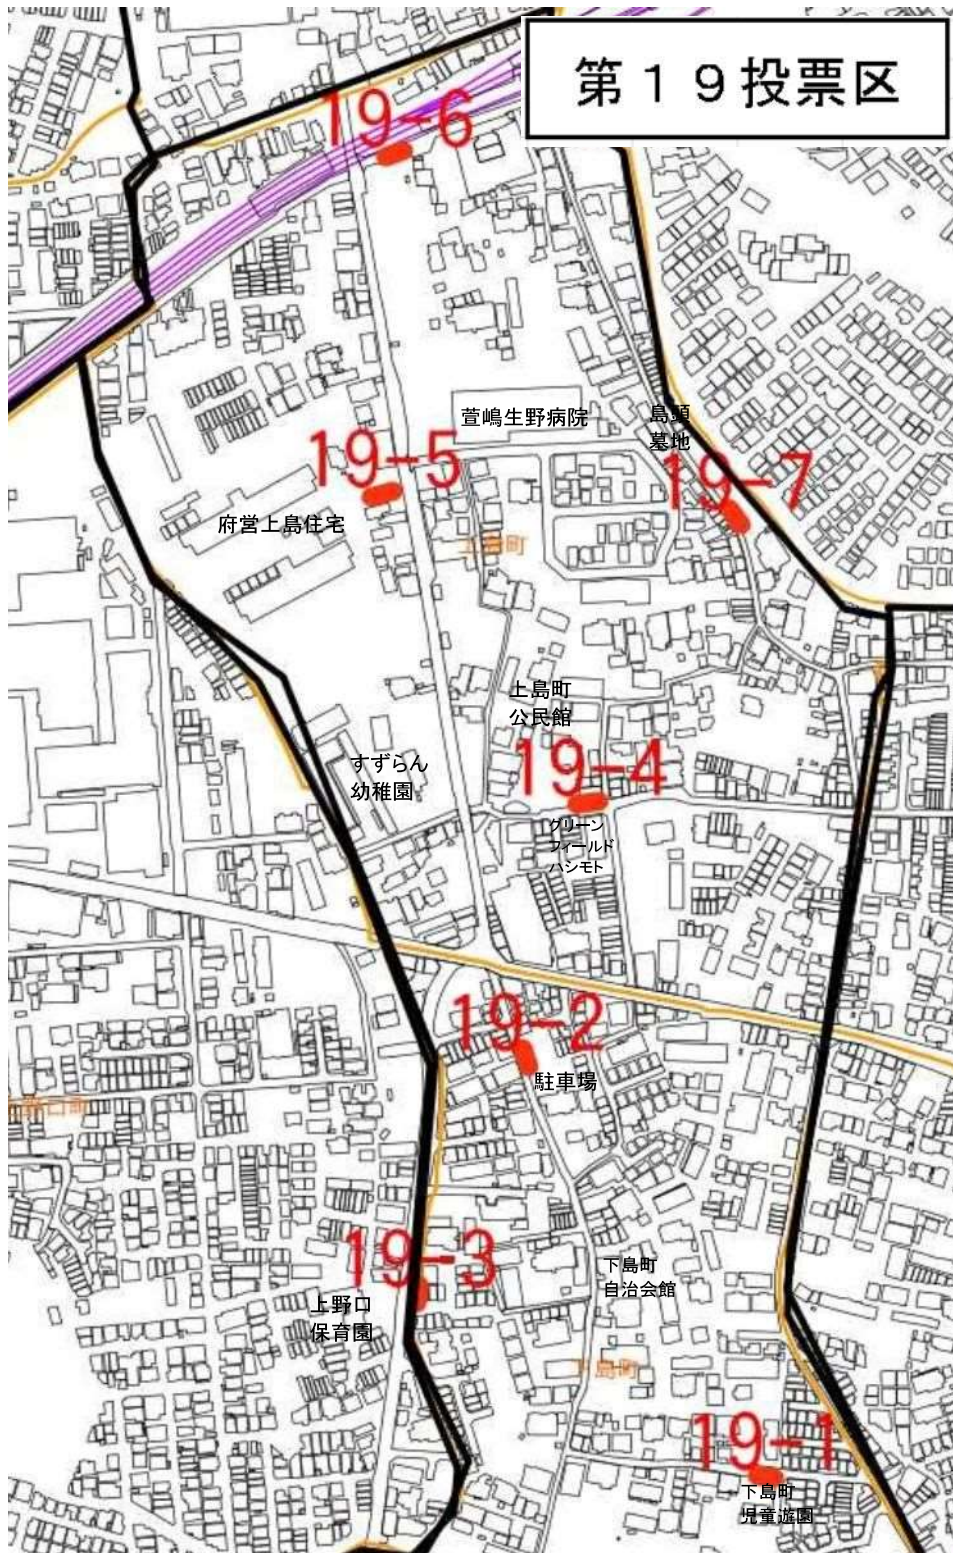 第１９投票区
19-6
萱嶋生野病院
島頭
墓地
19-5
19-7
府営上島住宅
上島町
上島町
公民館
すずらん
幼稚園
19-4
グリーン
フィールド
ハシモト
19-2
駐車場
19-3
下島町
自治会館
上野口
保育園
下島町
19-1
下島町
児童遊園